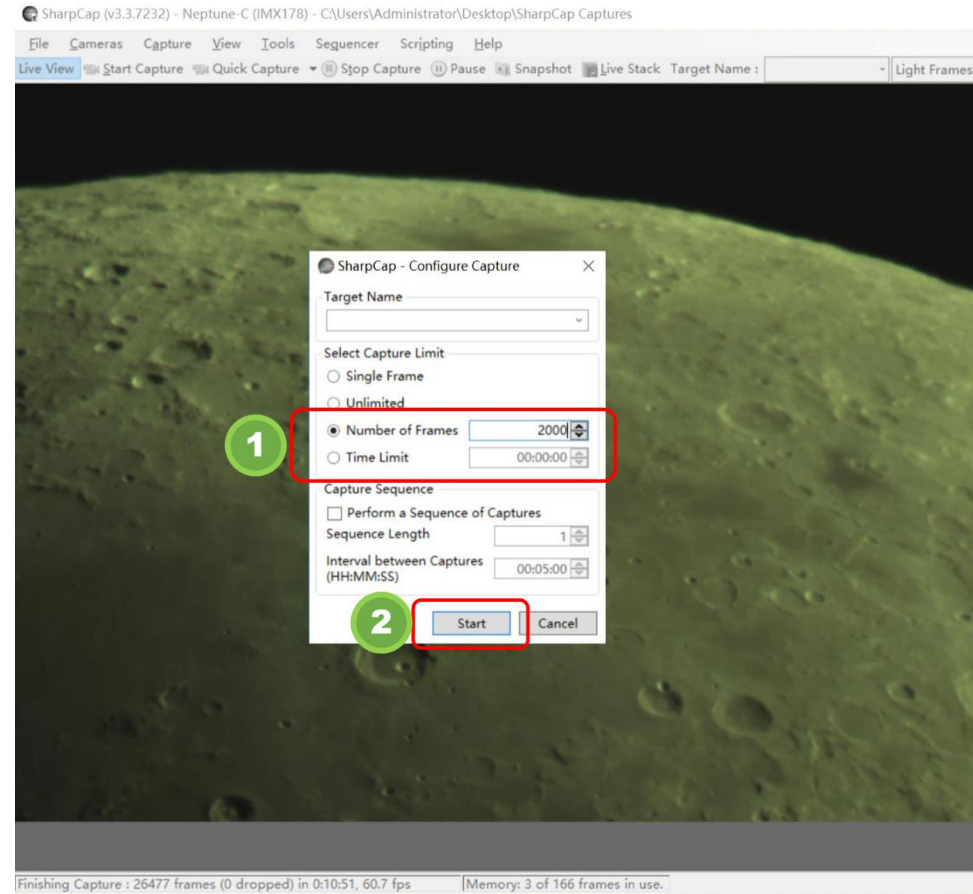 SharpCap (v3.3.7232) - Neptune-C (IMX178) - C:\Users\Administrator\Desktop\SharpCap Captures
File Cameras Capture View Tools Sequencer Scripting Help
Live View Start Capture Quick Capture Stop Capture Pause Snapshot Live Stack Target Name : Light Frames
SharpCap - Configure Capture
Target Name
Select Capture Limit
Single Frame
Unlimited
1
Number of Frames 2000
Time Limit 00:00:00
Capture Sequence
Perform a Sequence of Captures
Sequence Length 1
Interval between Captures
(HH:MM:SS) 00:05:00
2 Start Cancel
Finishing Capture : 26477 frames (0 dropped) in 0:10:51, 60.7 fps Memory: 3 of 166 frames in use.